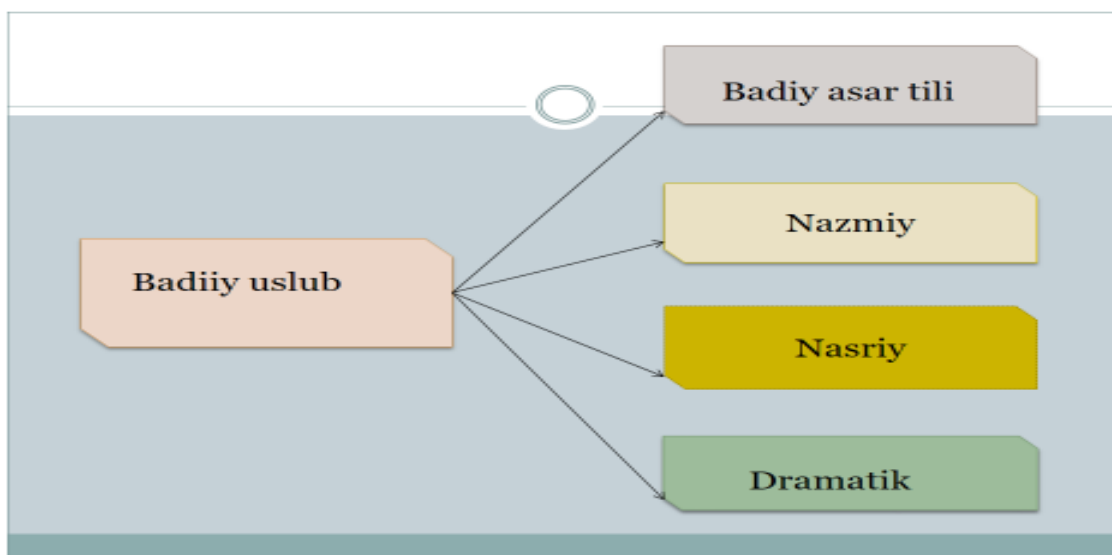 Badiiy uslub
Badiy asar tili
Nazmiy
Nasriy
Dramatik